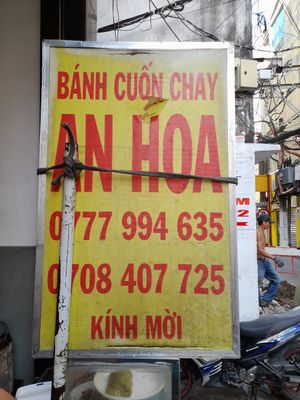 BÁNH CUỐN CHAY
AN HOA
0777 994 635
0708 407 725
KÍNH MỜI